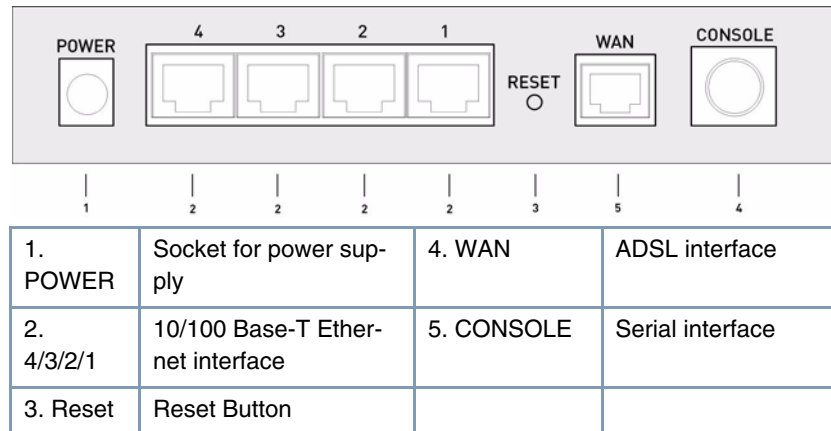 POWER 4 3 2 1 RESET WAN CONSOLE
1 2 2 2 2 3 5 4
1. POWER Socket for power sup-
ply 4. WAN ADSL interface
2. 4/3/2/1 10/100 Base-T Ether-
net interface 5. CONSOLE Serial interface
3. Reset Reset Button